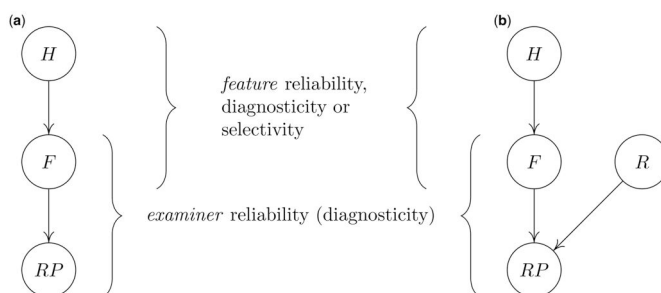 (a)
(b)
H
H
feature reliability,
diagnosticity or
selectivity
F
F
R
examiner reliability (diagnosticity)
RP
RP